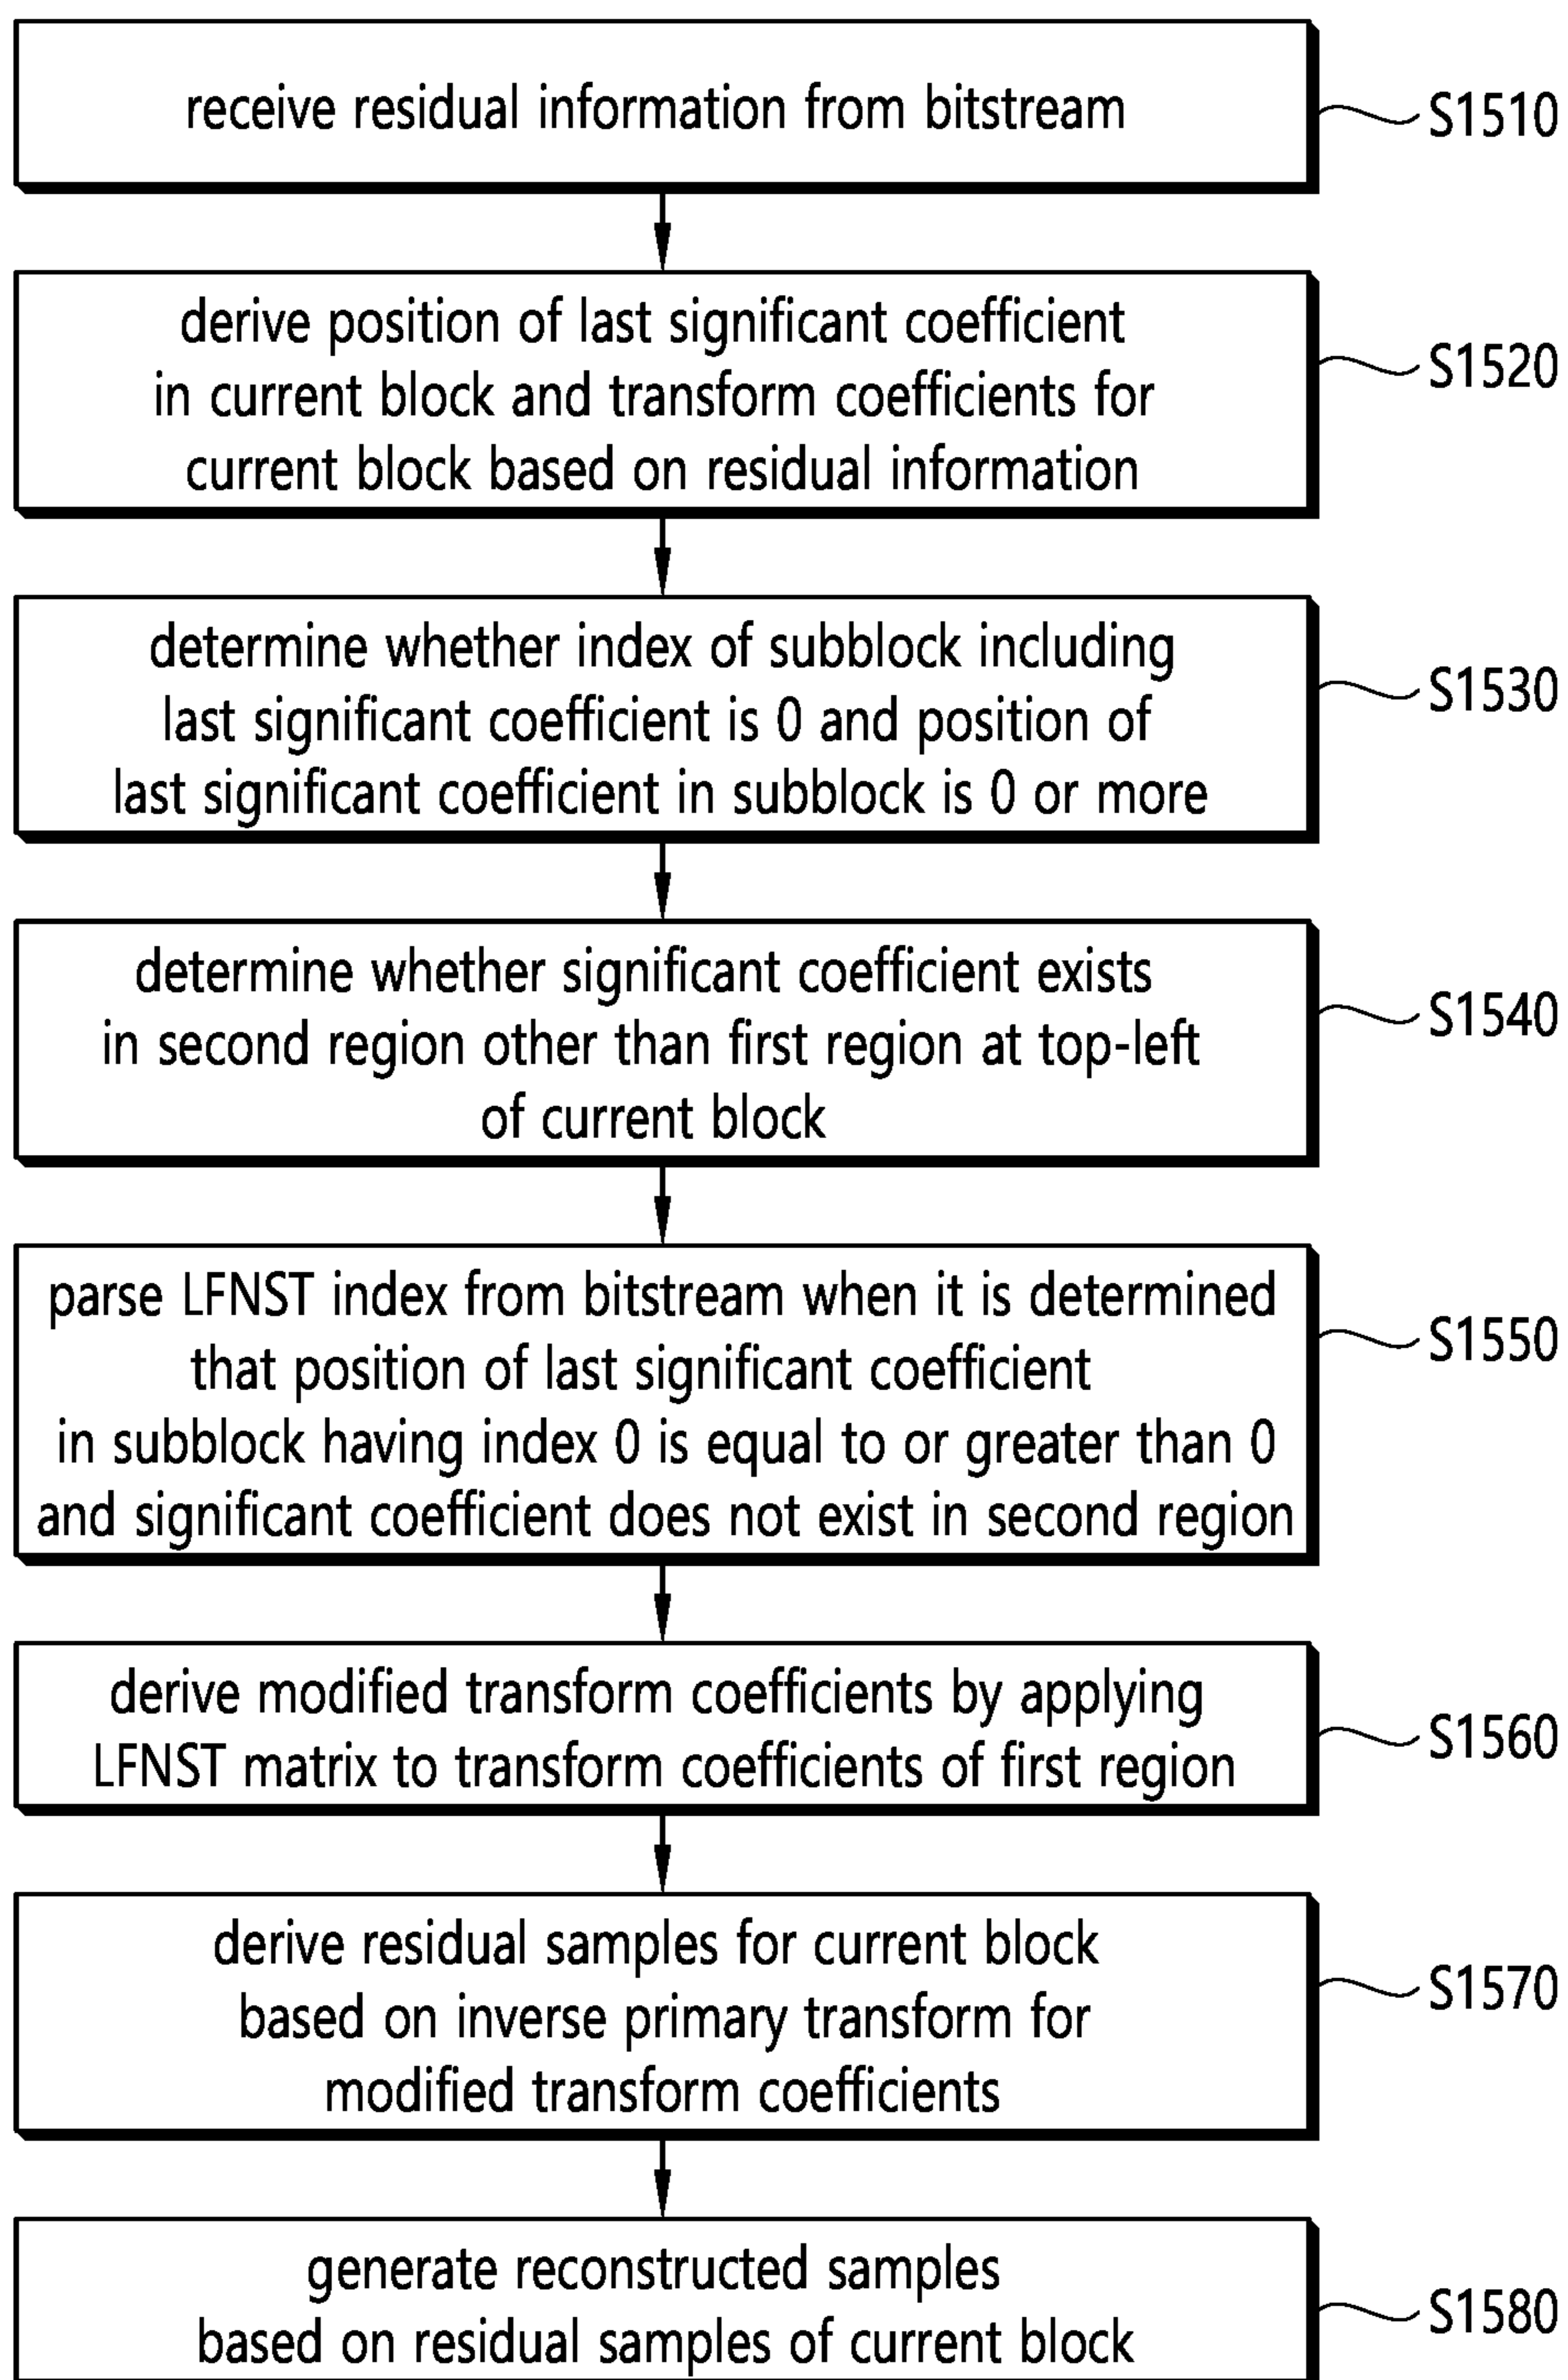 receive residual information from bitstream
S1510
derive position of last significant coefficient
in current block and transform coefficients for
current block based on residual information
S1520
determine whether index of subblock including
last significant coefficient is 0 and position of
last significant coefficient in subblock is 0 or more
S1530
determine whether significant coefficient exists
in second region other than first region at top-left
of current block
S1540
parse LFNST index from bitstream when it is determined
that position of last significant coefficient
in subblock having index 0 is equal to or greater than 0
and significant coefficient does not exist in second region
S1550
derive modified transform coefficients by applying
LFNST matrix to transform coefficients of first region
S1560
derive residual samples for current block
based on inverse primary transform for
modified transform coefficients
S1570
generate reconstructed samples
based on residual samples of current block
S1580